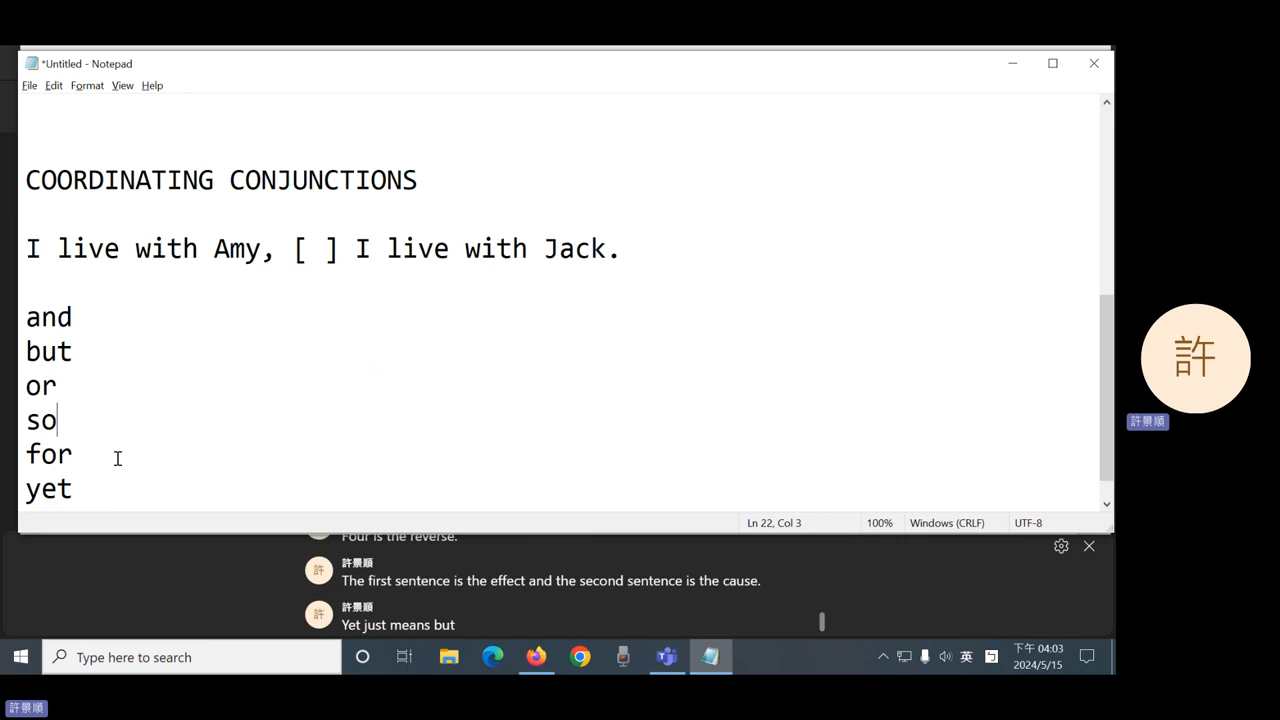 *Untitled - Notepad
File Edit Format View Help
COORDINATING CONJUNCTIONS
I live with Amy, [ ] I live with Jack.
and
but
or
so
for
yet
Ln 22, Col 3 100% Windows (CRLF) UTF-8
Four is the reverse.
許 許景順
The first sentence is the effect and the second sentence is the cause.
許 許景順
Yet just means but
許
許景順
Type here to search
英
下午 04:03
2024/5/15
許景順